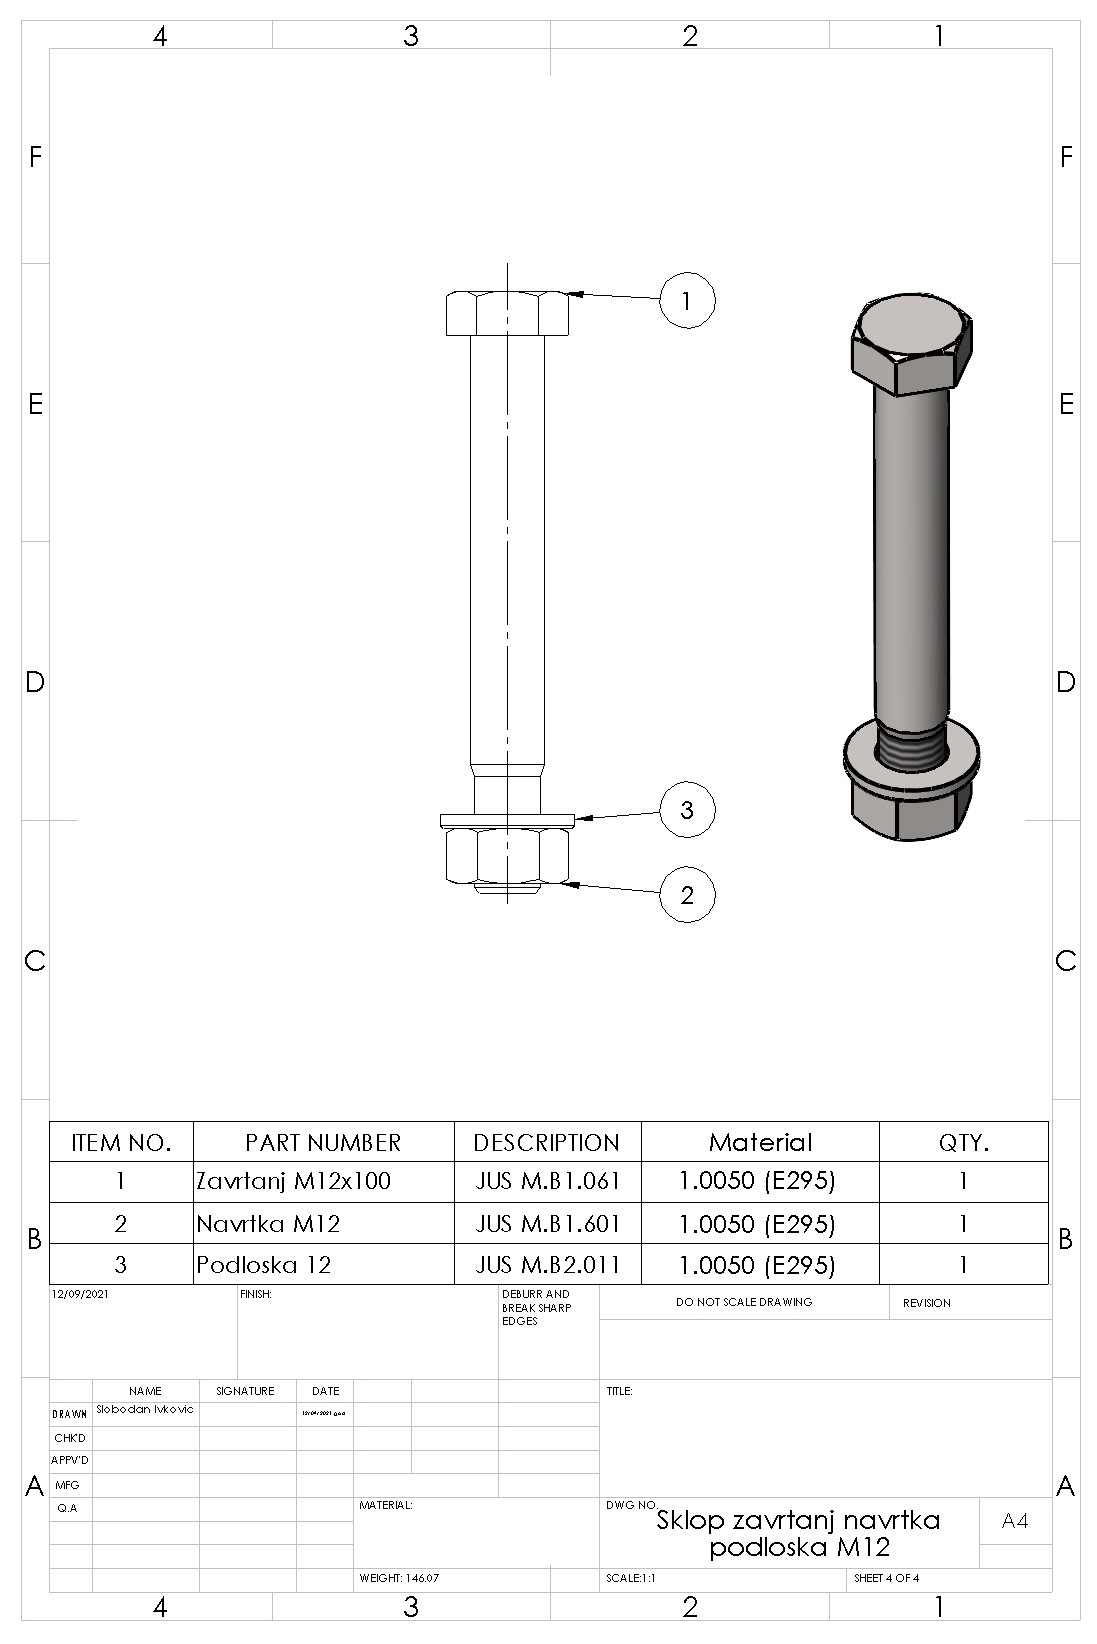 4 3 2 1
F F
1
E E
D D
3
2
C C
ITEM NO. PART NUMBER DESCRIPTION Material QTY.
1 Zavrtanj M12x100 JUS M.B1.061 1.0050 (E295) 1
2 Navrtka M12 JUS M.B1.601 1.0050 (E295) 1
3 Podloska 12 JUS M.B2.011 1.0050 (E295) 1
B B
12/09/2021 FINISH: DEBURR AND
BREAK SHARP
EDGES
DO NOT SCALE DRAWING REVISION
NAME SIGNATURE DATE TITLE:
DRAWN Slobodan Ivkovic
CHK'D
APPV'D
MFG
A A
Q.A MATERIAL: DWG NO.
Sklop zavrtanj navrtka
podloska M12
A4
WEIGHT: 146.07 SCALE:1:1 SHEET 4 OF 4
4 3 2 1